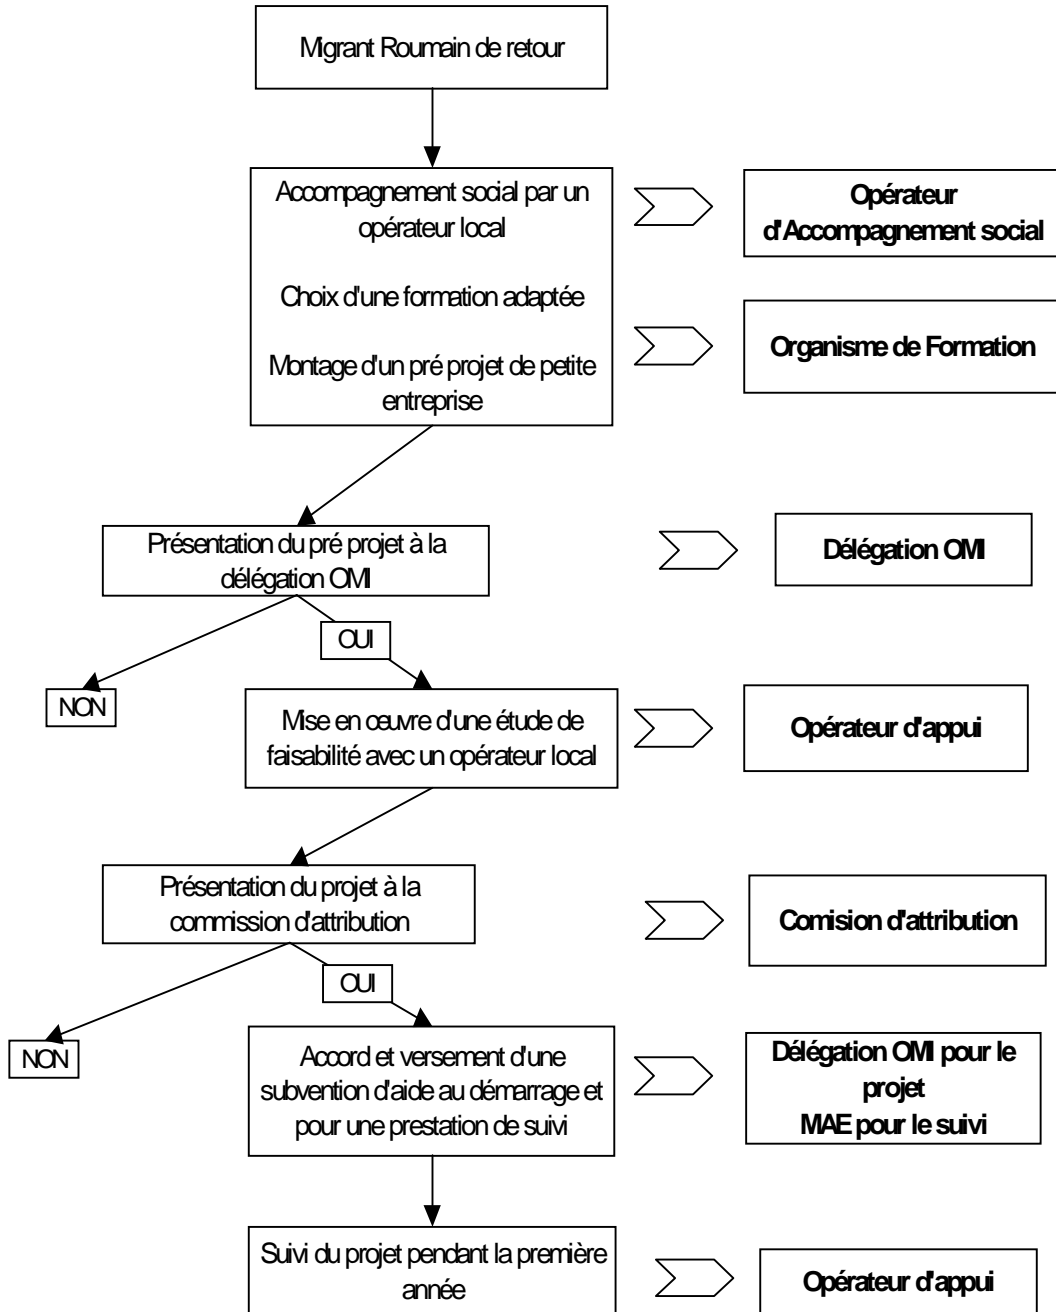 Migrant Roumain de retour
Accompagnement social par un
opérateur local
Choix d'une formation adaptée
Montage d'un pré projet de petite
entreprise
Opérateur
d'Accompagnement social
Organisme de Formation
Présentation du pré projet à la
délégation OMI
Délégation OMI
OUI
NON
Mise en œuvre d'une étude de
faisabilité avec un opérateur local
Opérateur d'appui
Présentation du projet à la
commission d'attribution
Comision d'attribution
OUI
NON
Accord et versement d'une
subvention d'aide au démarrage et
pour une prestation de suivi
Délégation OMI pour le
projet
MAE pour le suivi
Suivi du projet pendant la première
année
Opérateur d'appui